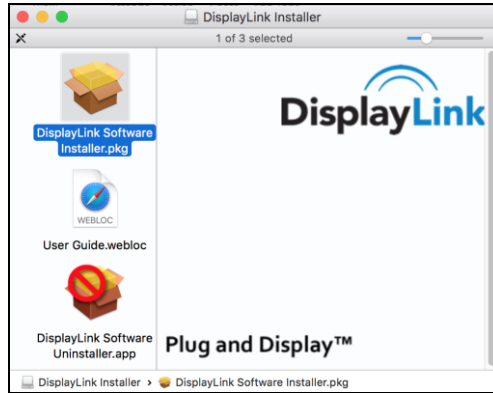 DisplayLink Installer
1 of 3 selected
DisplayLink Software
Installer.pkg
WEBLOC
User Guide.webloc
DisplayLink Software
Uninstaller.app
DisplayLink
Plug and Display™
DisplayLink Installer › DisplayLink Software Installer.pkg